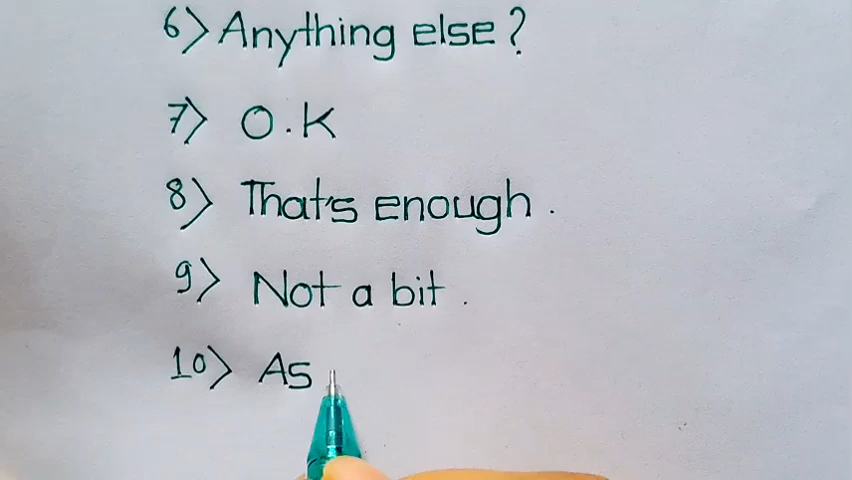 6> Anything else?
7> O.K
8> That's enough.
9> Not a bit.
10> As